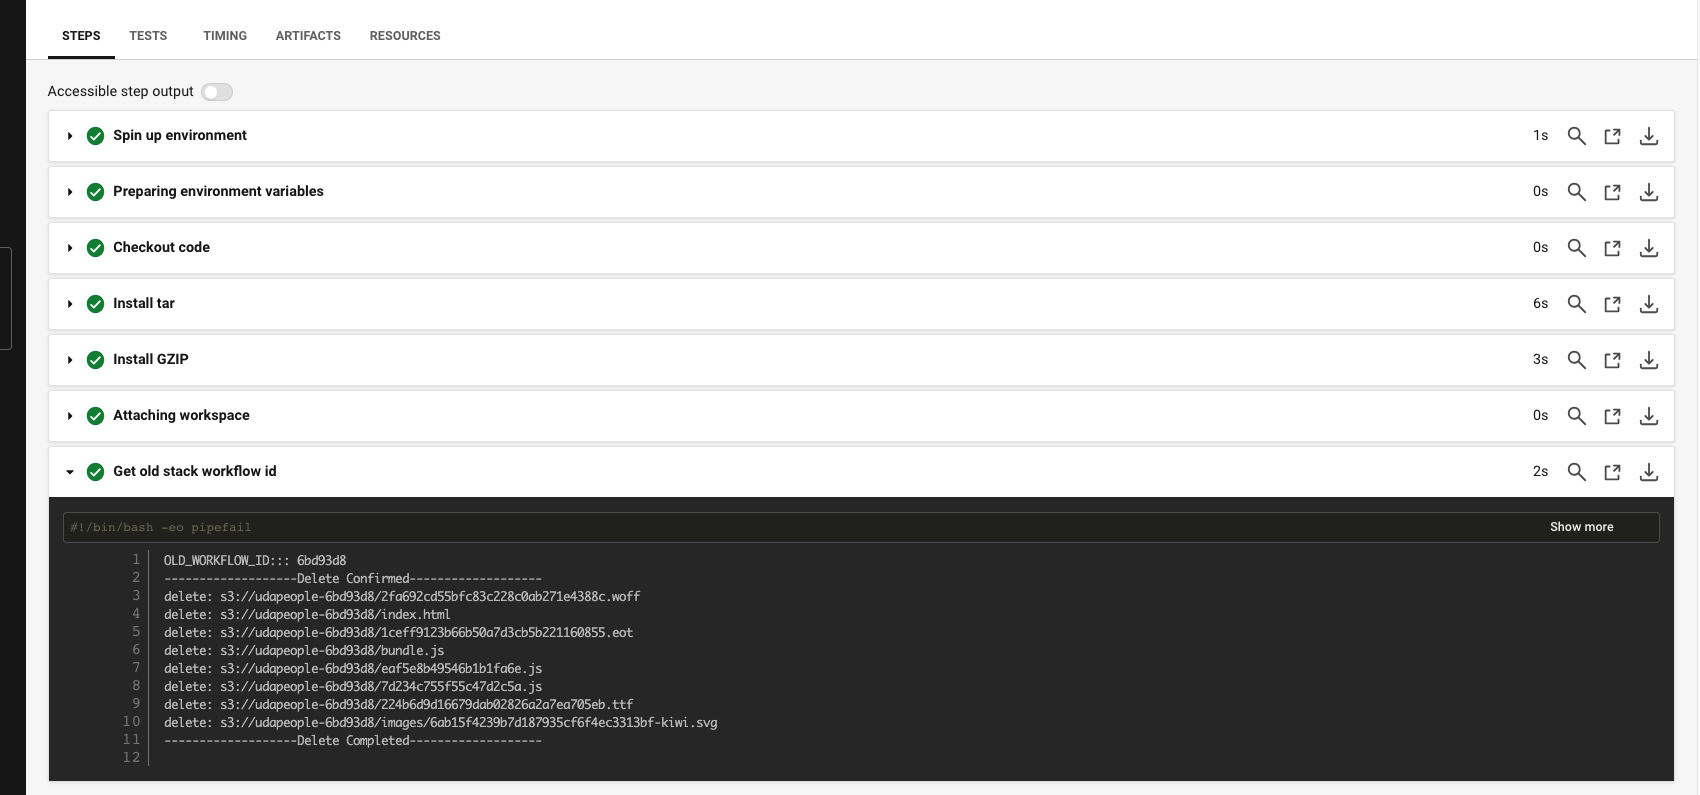 STEPS TESTS TIMING ARTIFACTS RESOURCES
Accessible step output
Spin up environment 1s
Preparing environment variables 0s
Checkout code 0s
Install tar 6s
Install GZIP 3s
Attaching workspace 0s
Get old stack workflow id 2s
#!/bin/bash -eo pipefail Show more
1 OLD_WORKFLOW_ID::: 6bd93d8
2 -------------------Delete Confirmed-------------------
3 delete: s3://udapeople-6bd93d8/2fa692cd55bfc83c228c0ab271e4388c.woff
4 delete: s3://udapeople-6bd93d8/index.html
5 delete: s3://udapeople-6bd93d8/1ceff9123b66b50a7d3cb5b221160855.eot
6 delete: s3://udapeople-6bd93d8/bundle.js
7 delete: s3://udapeople-6bd93d8/eaf5e8b49546b1b1fa6e.js
8 delete: s3://udapeople-6bd93d8/7d234c755f55c47d2c5a.js
9 delete: s3://udapeople-6bd93d8/224b6d9d16679dab02826a2a7ea705eb.ttf
10 delete: s3://udapeople-6bd93d8/images/6ab15f4239b7d187935cf6f4ec3313bf-kiwi.svg
11 -------------------Delete Completed-------------------
12